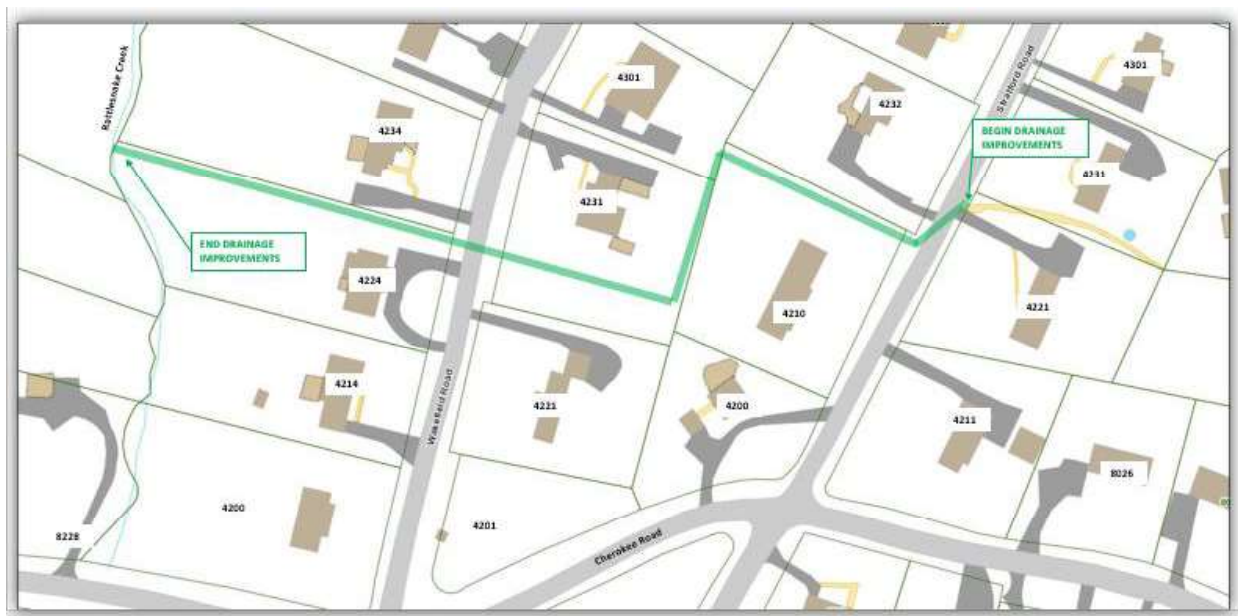 Rattlesnake Creek
4301
4301
Stratford Road
4232
4234
BEGIN DRAINAGE
IMPROVEMENTS
4231
4231
END DRAINAGE
IMPROVEMENTS
4224
4221
4210
4214
4221
4200
Wakefield Road
4211
8026
4200
4201
8228
Cherokee Road